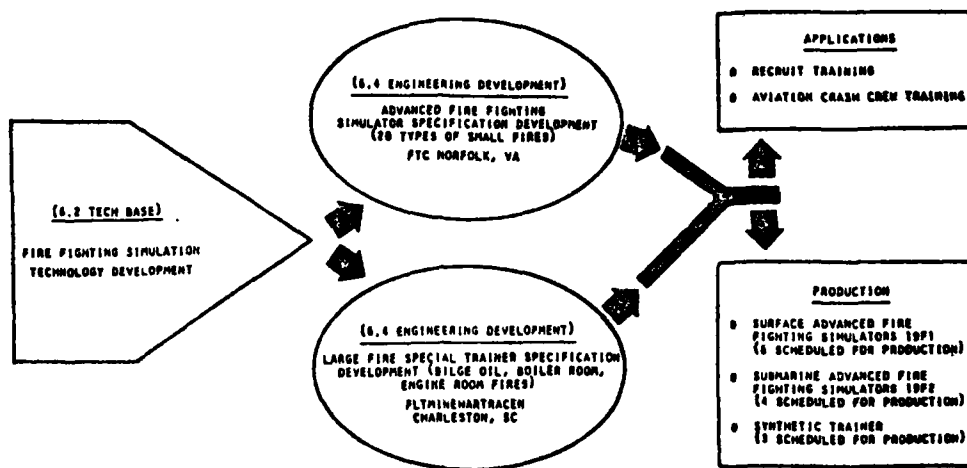 (6.2 TECH BASE)
FIRE FIGHTING SIMULATION
TECHNOLOGY DEVELOPMENT
(6.4 ENGINEERING DEVELOPMENT)
ADVANCED FIRE FIGHTING
SIMULATOR SPECIFICATION DEVELOPMENT
(20 TYPES OF SMALL FIRES)
FTC NORFOLK, VA
(6.4 ENGINEERING DEVELOPMENT)
LARGE FIRE SPECIAL TRAINER SPECIFICATION
DEVELOPMENT (BILGE OIL, BOILER ROOM,
ENGINE ROOM FIRES)
FLTMINEWARTRACEN
CHARLESTON, SC
APPLICATIONS
RECRUIT TRAINING
AVIATION CRASH CREW TRAINING
PRODUCTION
SURFACE ADVANCED FIRE
FIGHTING SIMULATORS 19F1
(6 SCHEDULED FOR PRODUCTION)
SUBMARINE ADVANCED FIRE
FIGHTING SIMULATORS 19F2
(4 SCHEDULED FOR PRODUCTION)
SYNTHETIC TRAINER
(3 SCHEDULED FOR PRODUCTION)